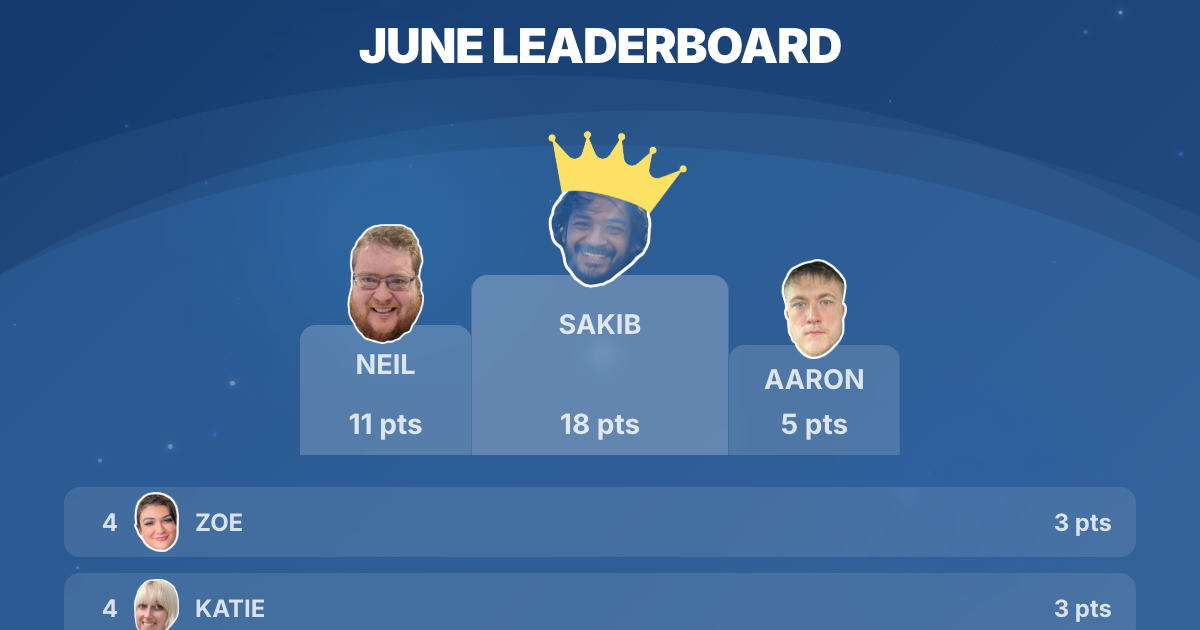 JUNE LEADERBOARD
SAKIB
NEIL
AARON
11 pts
18 pts
5 pts
4 ZOE 3 pts
4 KATIE 3 pts